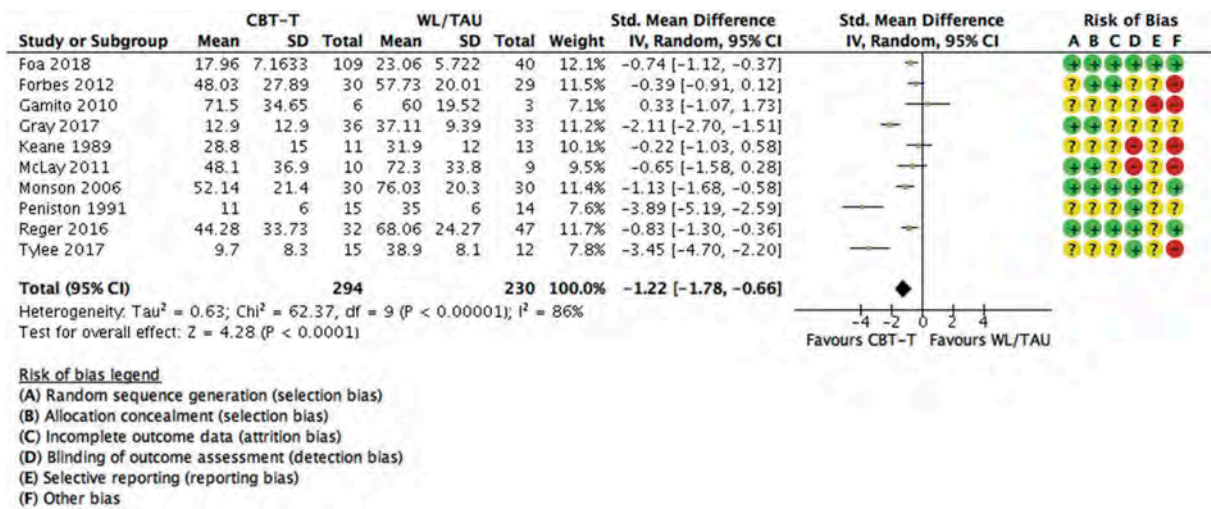 CBT-T WL/TAU Std. Mean Difference Std. Mean Difference Risk of Bias
Study or Subgroup Mean SD Total Mean SD Total Weight IV, Random, 95% CI IV, Random, 95% CI A B C D E F
Foa 2018 17.96 7.1633 109 23.06 5.722 40 12.1% -0.74 [-1.12, -0.37] + + + + + +
Forbes 2012 48.03 27.89 30 57.73 20.01 29 11.5% -0.39 [-0.91, 0.12] ? + + ? ? -
Gamito 2010 71.5 34.65 6 60 19.52 3 7.1% 0.33 [-1.07, 1.73] ? ? ? ? - -
Gray 2017 12.9 12.9 36 37.11 9.39 33 11.2% -2.11 [-2.70, -1.51] + + ? ? ? ?
Keane 1989 28.8 15 11 31.9 12 13 10.1% -0.22 [-1.03, 0.58] ? ? ? - ? -
McLay 2011 48.1 36.9 10 72.3 33.8 9 9.5% -0.65 [-1.58, 0.28] + + ? - ? -
Monson 2006 52.14 21.4 30 76.03 20.3 30 11.4% -1.13 [-1.68, -0.58] + + + + ? +
Peniston 1991 11 6 15 35 6 14 7.6% -3.89 [-5.19, -2.59] ? ? ? + ? ?
Reger 2016 44.28 33.73 32 68.06 24.27 47 11.7% -0.83 [-1.30, -0.36] + + + + ? +
Tylee 2017 9.7 8.3 15 38.9 8.1 12 7.8% -3.45 [-4.70, -2.20] ? ? ? + ? -
Total (95% CI) 294 230 100.0% -1.22 [-1.78, -0.66]
Heterogeneity: Tau² = 0.63; Chi² = 62.37, df = 9 (P < 0.00001); I² = 86%
Test for overall effect: Z = 4.28 (P < 0.0001)
-4 -2 0 2 4
Favours CBT-T Favours WL/TAU
Risk of bias legend
(A) Random sequence generation (selection bias)
(B) Allocation concealment (selection bias)
(C) Incomplete outcome data (attrition bias)
(D) Blinding of outcome assessment (detection bias)
(E) Selective reporting (reporting bias)
(F) Other bias